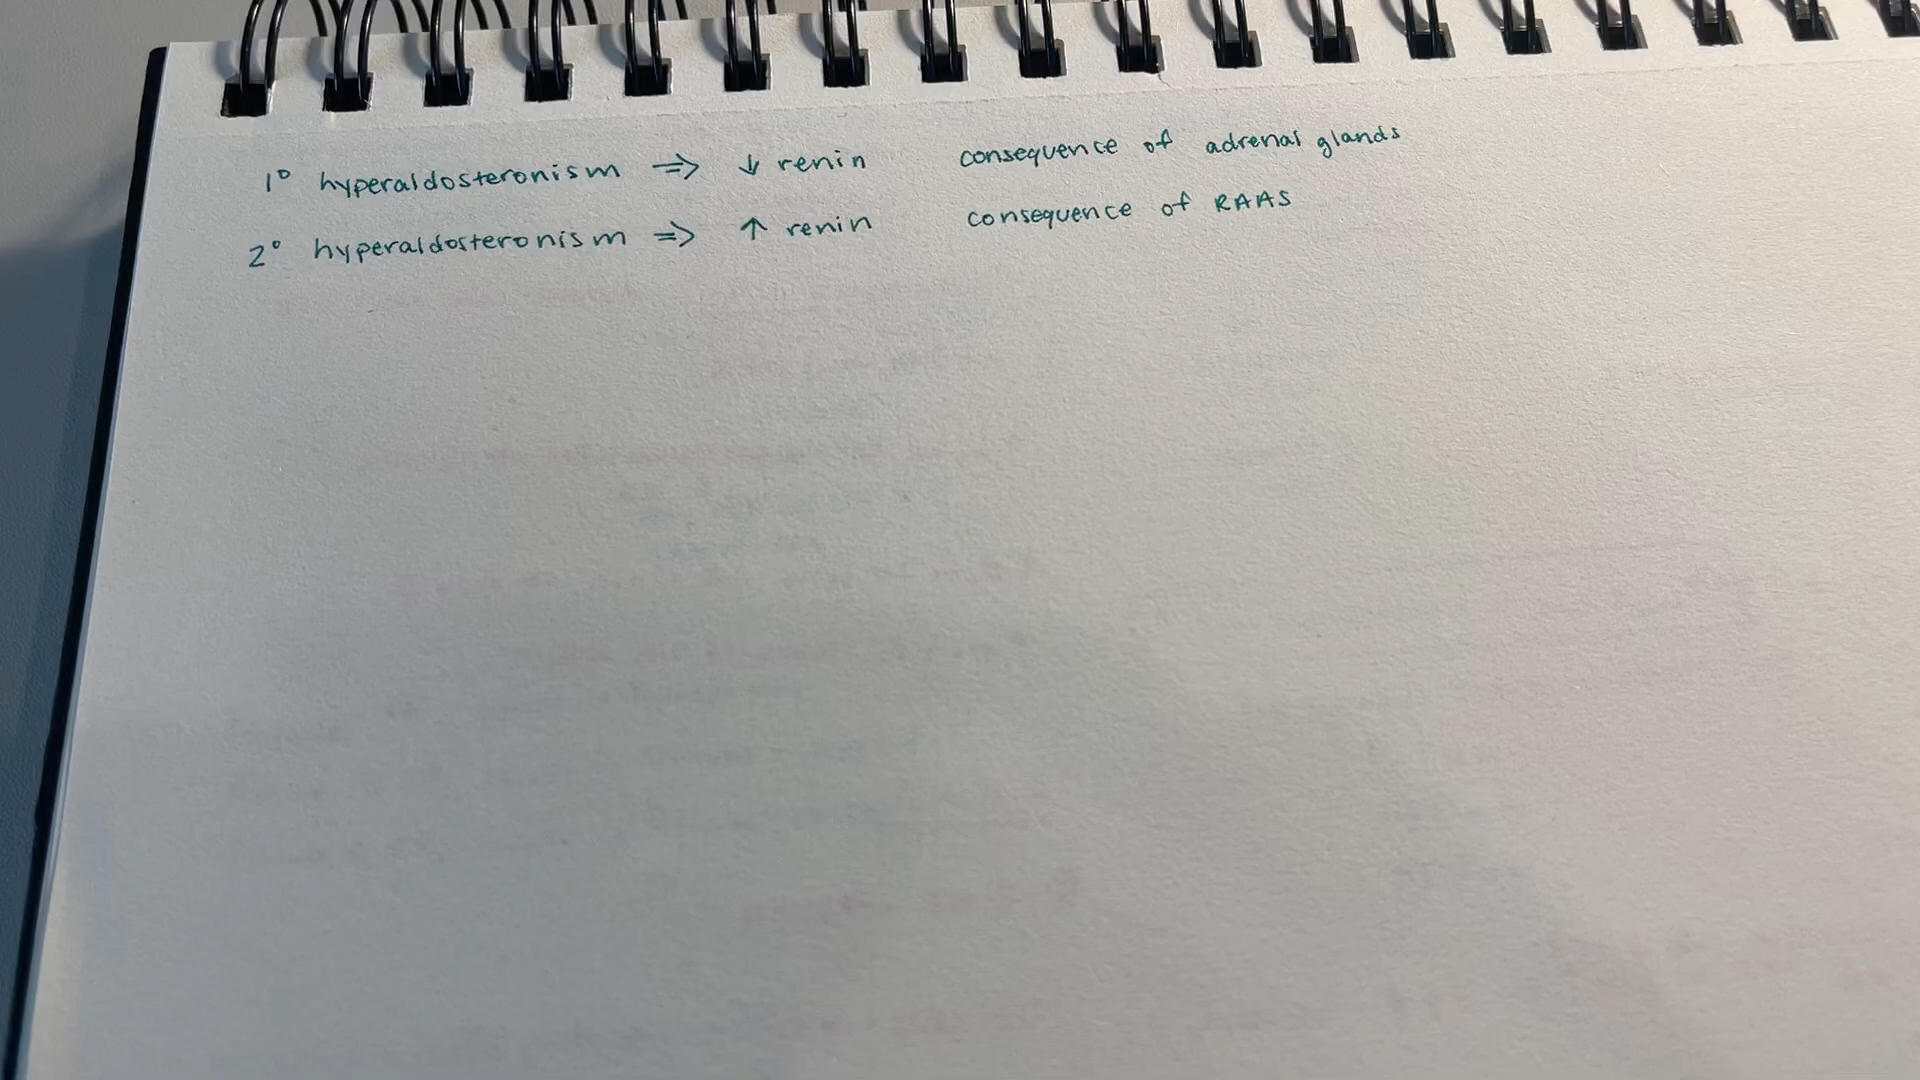 1° hyperaldosteronism ⇒ ↓ renin consequence of adrenal glands
2° hyperaldosteronism ⇒ ↑ renin consequence of RAAS